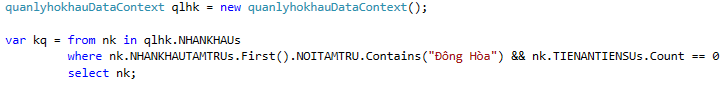 quanlyhokhauDataContext qlhk = new quanlyhokhauDataContext();
var kq = from nk in qlhk.NHANKHAUs
where nk.NHANKHAUTAMTRUs.First().NOITAMTRU.Contains("Đông Hòa") && nk.TIENANTIENSUs.Count == 0
select nk;